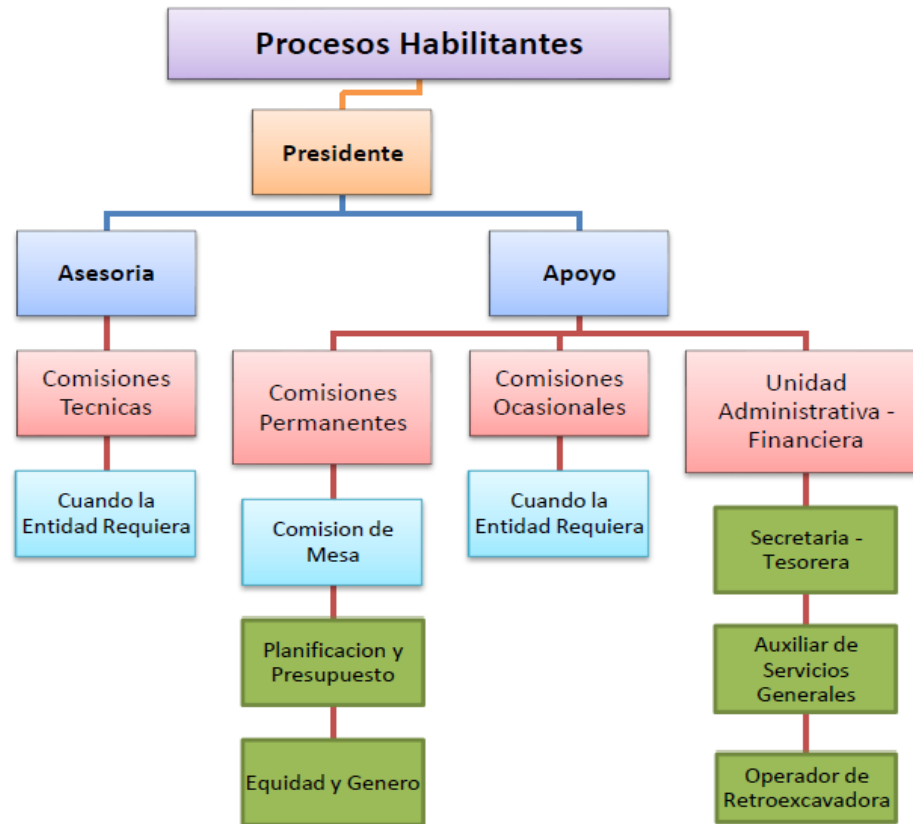 Procesos Habilitantes
Presidente
Asesoria
Apoyo
Comisiones
Tecnicas
Comisiones
Permanentes
Comisiones
Ocasionales
Unidad
Administrativa -
Financiera
Cuando la
Entidad Requiera
Comision de
Mesa
Cuando la
Entidad Requiera
Secretaria -
Tesorera
Planificacion y
Presupuesto
Auxiliar de
Servicios
Generales
Equidad y Genero
Operador de
Retroexcavadora